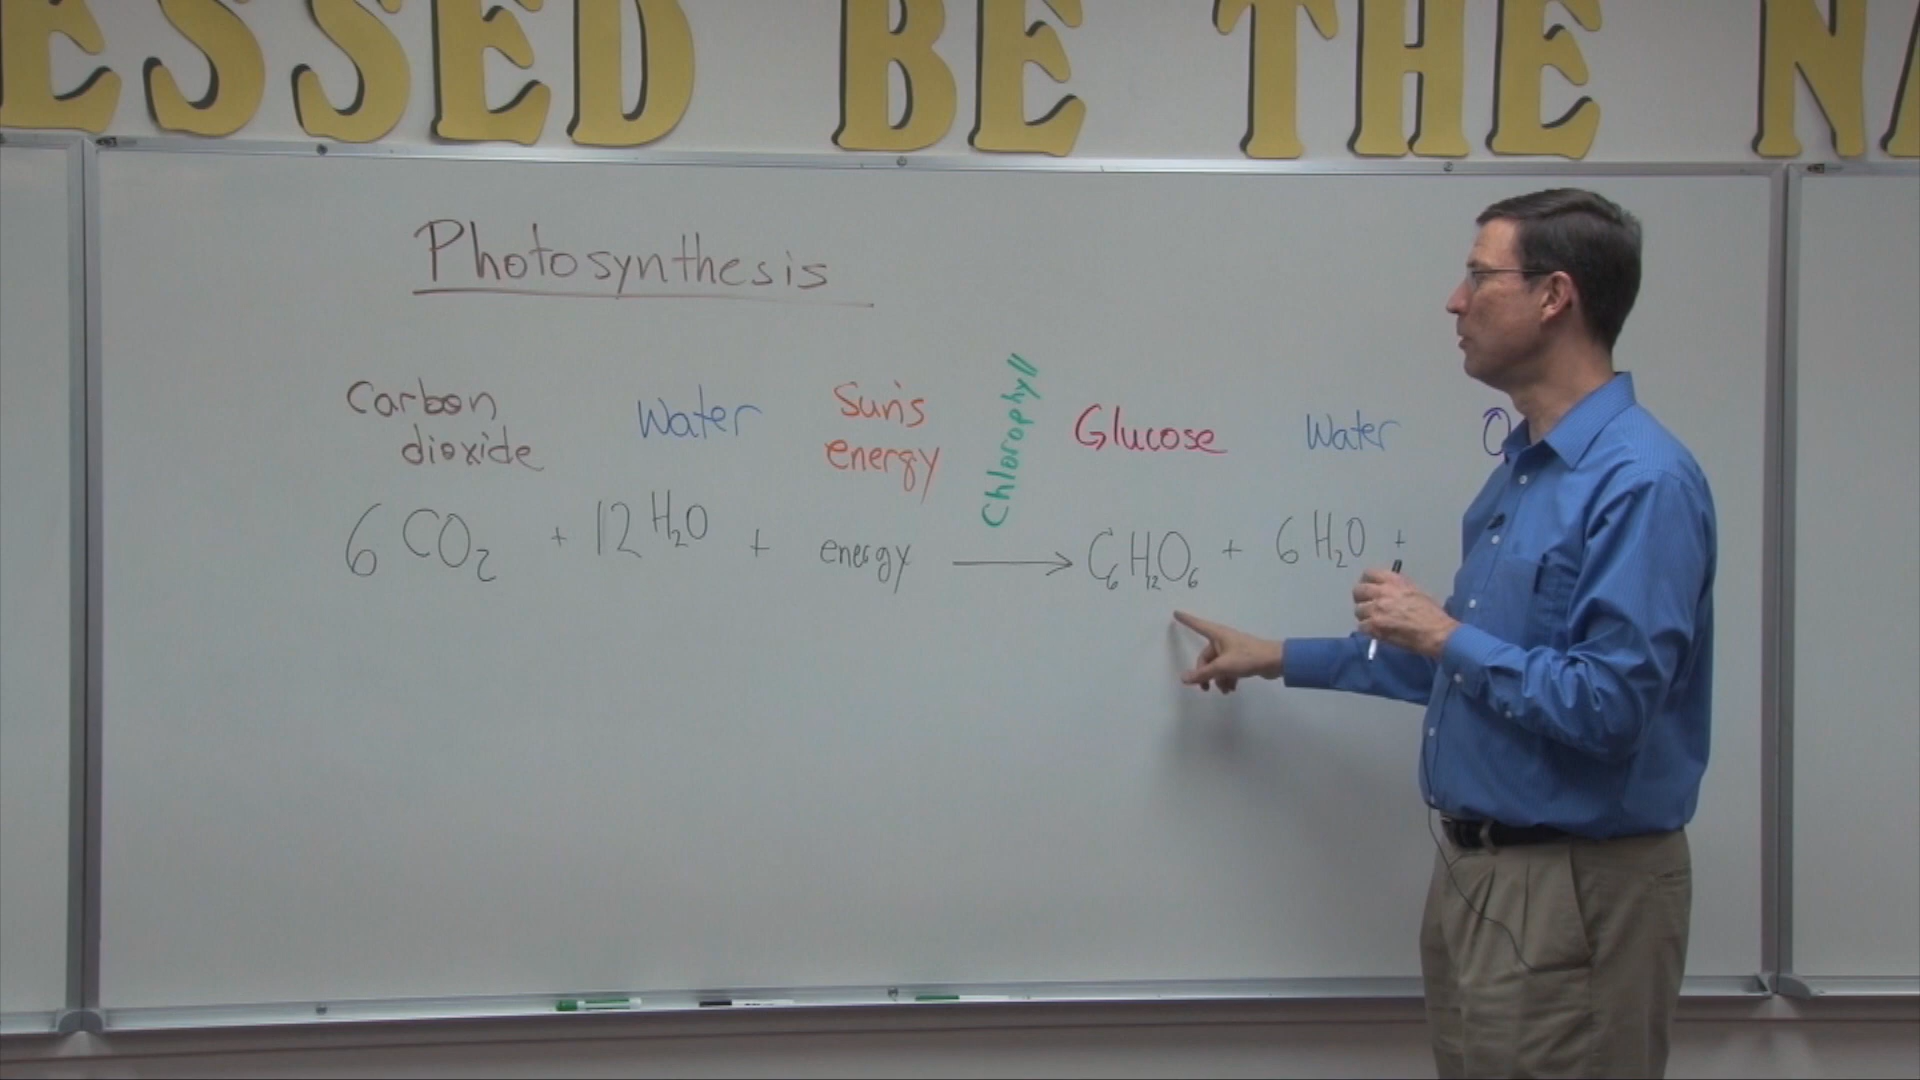 ESSED BE THE NA
Photosynthesis
Carbon dioxide
Water
Sun's energy
Chlorophyll
Glucose
Water
O
6 CO₂ + 12 H₂O + energy → C₆H₁₂O₆ + 6 H₂O +